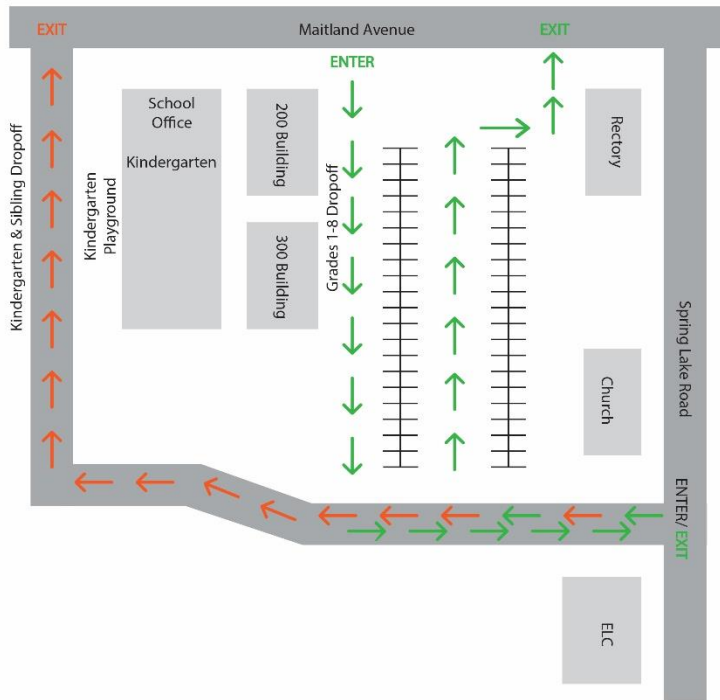 EXIT
Maitland Avenue
EXIT
ENTER
School
Office
Kindergarten
200 Building
300 Building
Rectory
Kindergarten & Sibling Dropoff
Kindergarten
Playground
Grades 1-8 Dropoff
Church
Spring Lake Road
ENTER/ EXIT
ELC